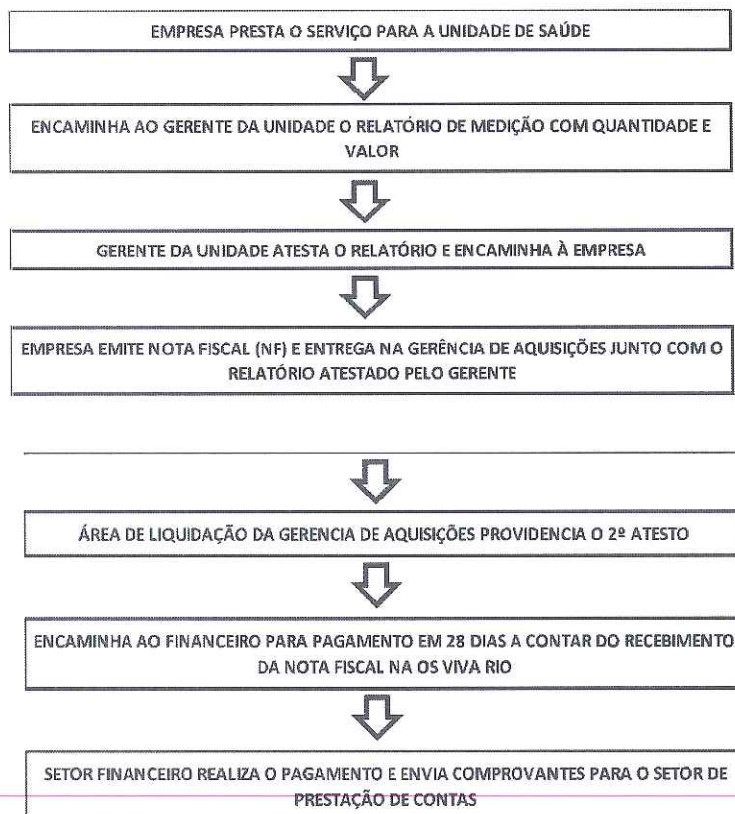 EMPRESA PRESTA O SERVIÇO PARA A UNIDADE DE SAÚDE
ENCAMINHA AO GERENTE DA UNIDADE O RELATÓRIO DE MEDIÇÃO COM QUANTIDADE E
VALOR
GERENTE DA UNIDADE ATESTA O RELATÓRIO E ENCAMINHA À EMPRESA
EMPRESA EMITE NOTA FISCAL (NF) E ENTREGA NA GERÊNCIA DE AQUISIÇÕES JUNTO COM O
RELATÓRIO ATESTADO PELO GERENTE
ÁREA DE LIQUIDAÇÃO DA GERENCIA DE AQUISIÇÕES PROVIDENCIA O 2º ATESTO
ENCAMINHA AO FINANCEIRO PARA PAGAMENTO EM 28 DIAS A CONTAR DO RECEBIMENTO
DA NOTA FISCAL NA OS VIVA RIO
SETOR FINANCEIRO REALIZA O PAGAMENTO E ENVIA COMPROVANTES PARA O SETOR DE
PRESTAÇÃO DE CONTAS